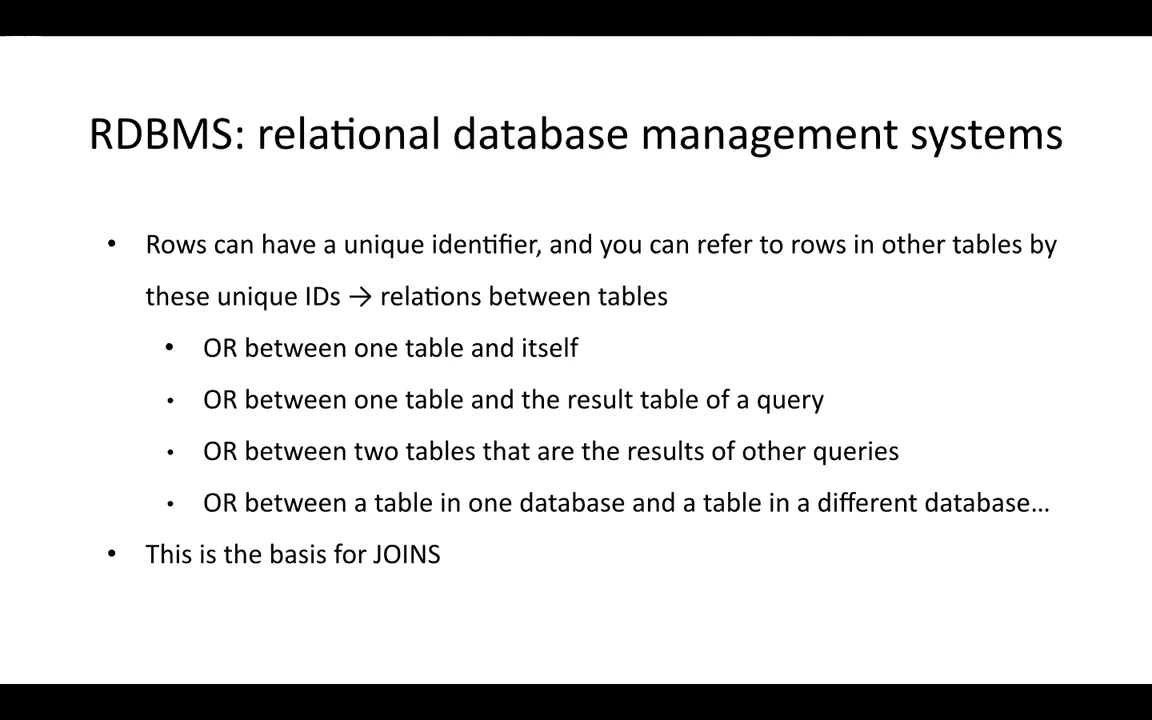 RDBMS: relational database management systems
• Rows can have a unique identifier, and you can refer to rows in other tables by
these unique IDs → relations between tables
• OR between one table and itself
• OR between one table and the result table of a query
• OR between two tables that are the results of other queries
• OR between a table in one database and a table in a different database…
• This is the basis for JOINS